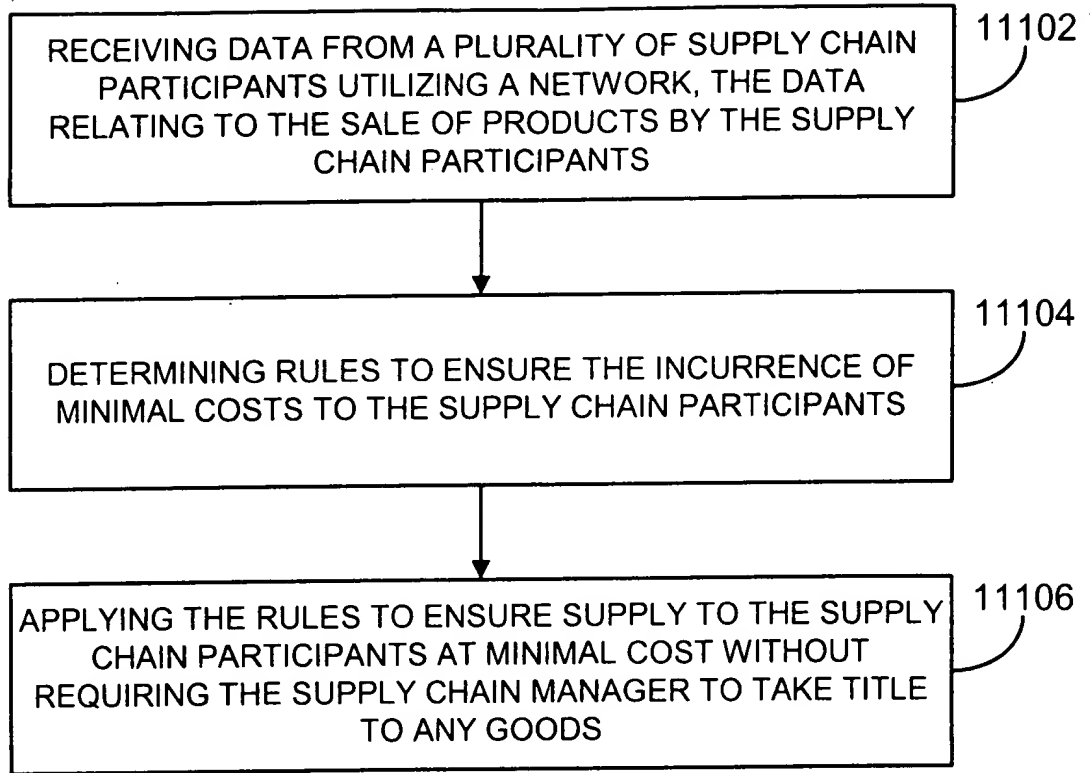 RECEIVING DATA FROM A PLURALITY OF SUPPLY CHAIN
PARTICIPANTS UTILIZING A NETWORK, THE DATA
RELATING TO THE SALE OF PRODUCTS BY THE SUPPLY
CHAIN PARTICIPANTS
11102
DETERMINING RULES TO ENSURE THE INCURRENCE OF
MINIMAL COSTS TO THE SUPPLY CHAIN PARTICIPANTS
11104
APPLYING THE RULES TO ENSURE SUPPLY TO THE SUPPLY
CHAIN PARTICIPANTS AT MINIMAL COST WITHOUT
REQUIRING THE SUPPLY CHAIN MANAGER TO TAKE TITLE
TO ANY GOODS
11106